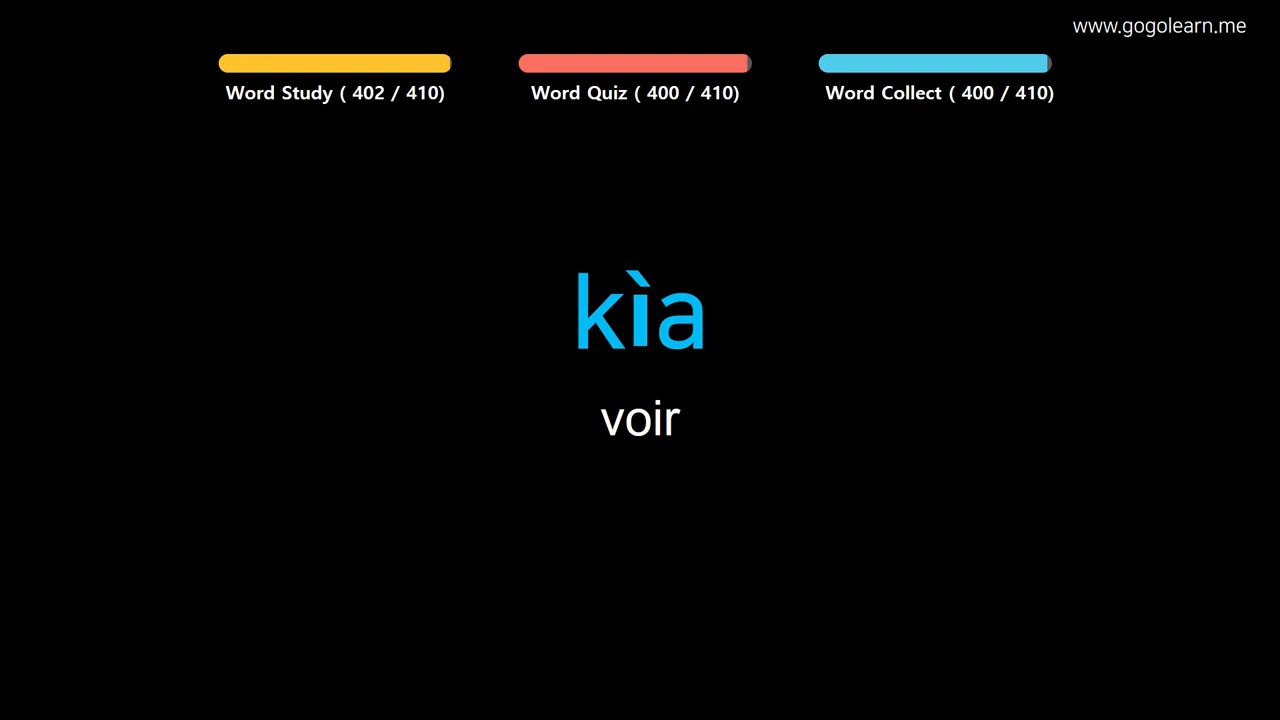 www.gogolearn.me
Word Study ( 402 / 410)
Word Quiz ( 400 / 410)
Word Collect ( 400 / 410)
kìa
voir